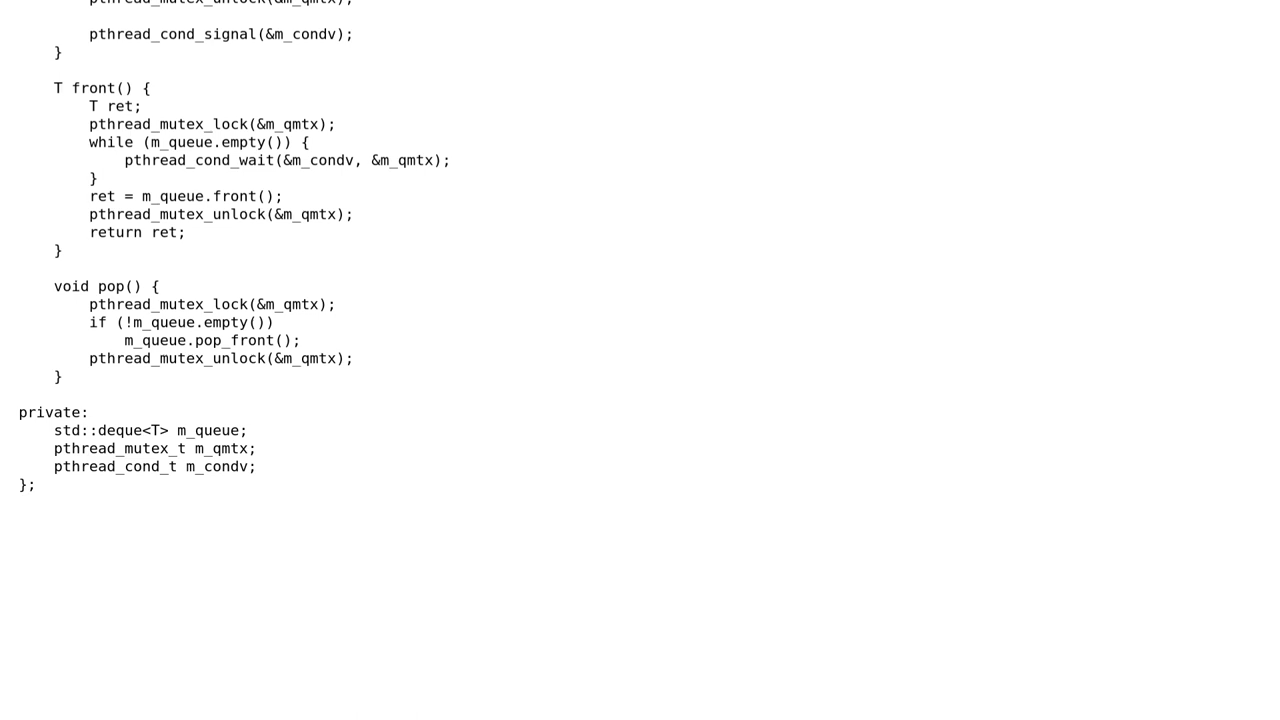 pthread_mutex_unlock(&m_qmtx);
pthread_cond_signal(&m_condv);
}
T front() {
T ret;
pthread_mutex_lock(&m_qmtx);
while (m_queue.empty()) {
pthread_cond_wait(&m_condv, &m_qmtx);
}
ret = m_queue.front();
pthread_mutex_unlock(&m_qmtx);
return ret;
}
void pop() {
pthread_mutex_lock(&m_qmtx);
if (!m_queue.empty())
m_queue.pop_front();
pthread_mutex_unlock(&m_qmtx);
}
private:
std::deque<T> m_queue;
pthread_mutex_t m_qmtx;
pthread_cond_t m_condv;
};